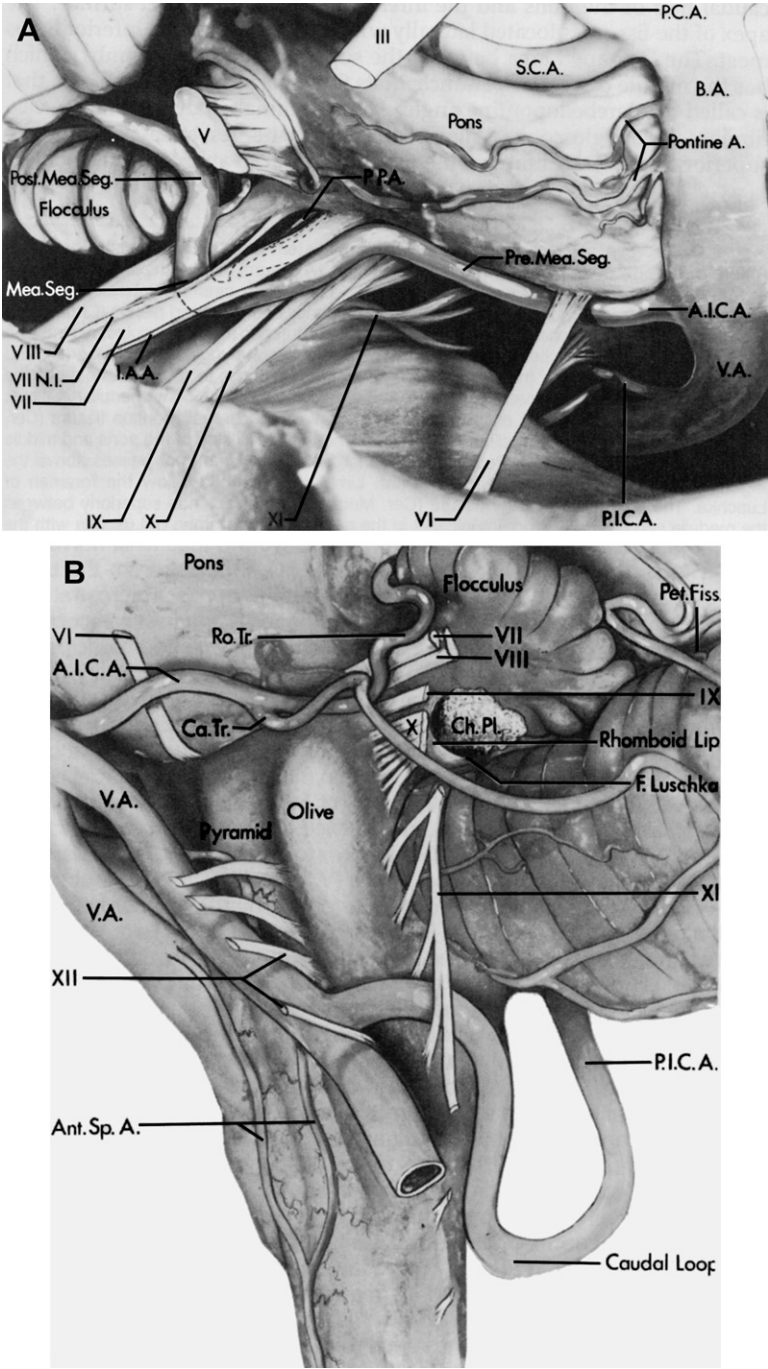 A
P.C.A.
III
S.C.A.
B.A.
Pons
V
Pontine A.
Post.Mea.Seg.
P.P.A.
Flocculus
Pre.Mea.Seg.
Mea.Seg.
A.I.C.A.
VIII
I.A.A.
V.A.
VII N.I.
VII
IX
X
XI
VI
P.I.C.A.
B
Pons
Flocculus
Pet.Fiss.
VI
Ro.Tr.
VII
A.I.C.A.
VIII
IX
Ca.Tr.
X
Ch.Pl.
Rhomboid Lip
F. Luschka
V.A.
Olive
Pyramid
XI
V.A.
XII
P.I.C.A.
Ant.Sp.A.
Caudal Loop